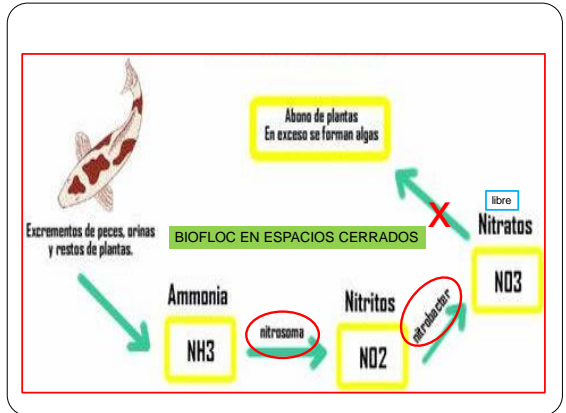 Abono de plantas
En exceso se forman algas
libre
X
Nitratos
Excrementos de peces, orinas
y restos de plantas.
BIOFLOC EN ESPACIOS CERRADOS
NO3
Ammonia
nitrosoma
Nitritos
nitrobacter
NH3
NO2